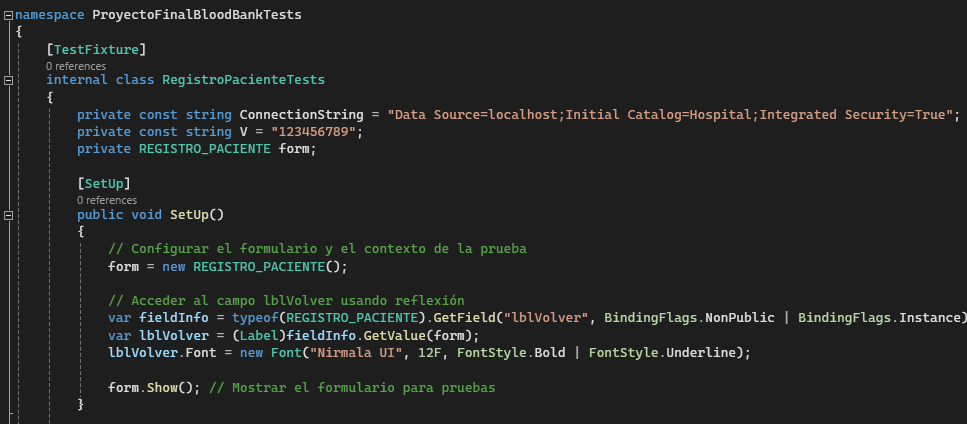 namespace ProyectoFinalBloodBankTests
{
[TestFixture]
0 references
internal class RegistroPacienteTests
{
private const string ConnectionString = "Data Source=localhost;Initial Catalog=Hospital;Integrated Security=True";
private const string V = "123456789";
private REGISTRO_PACIENTE form;
[SetUp]
0 references
public void SetUp()
{
// Configurar el formulario y el contexto de la prueba
form = new REGISTRO_PACIENTE();
// Acceder al campo lblVolver usando reflexión
var fieldInfo = typeof(REGISTRO_PACIENTE).GetField("lblVolver", BindingFlags.NonPublic | BindingFlags.Instance)
var lblVolver = (Label)fieldInfo.GetValue(form);
lblVolver.Font = new Font("Nirmala UI", 12F, FontStyle.Bold | FontStyle.Underline);
form.Show(); // Mostrar el formulario para pruebas
}